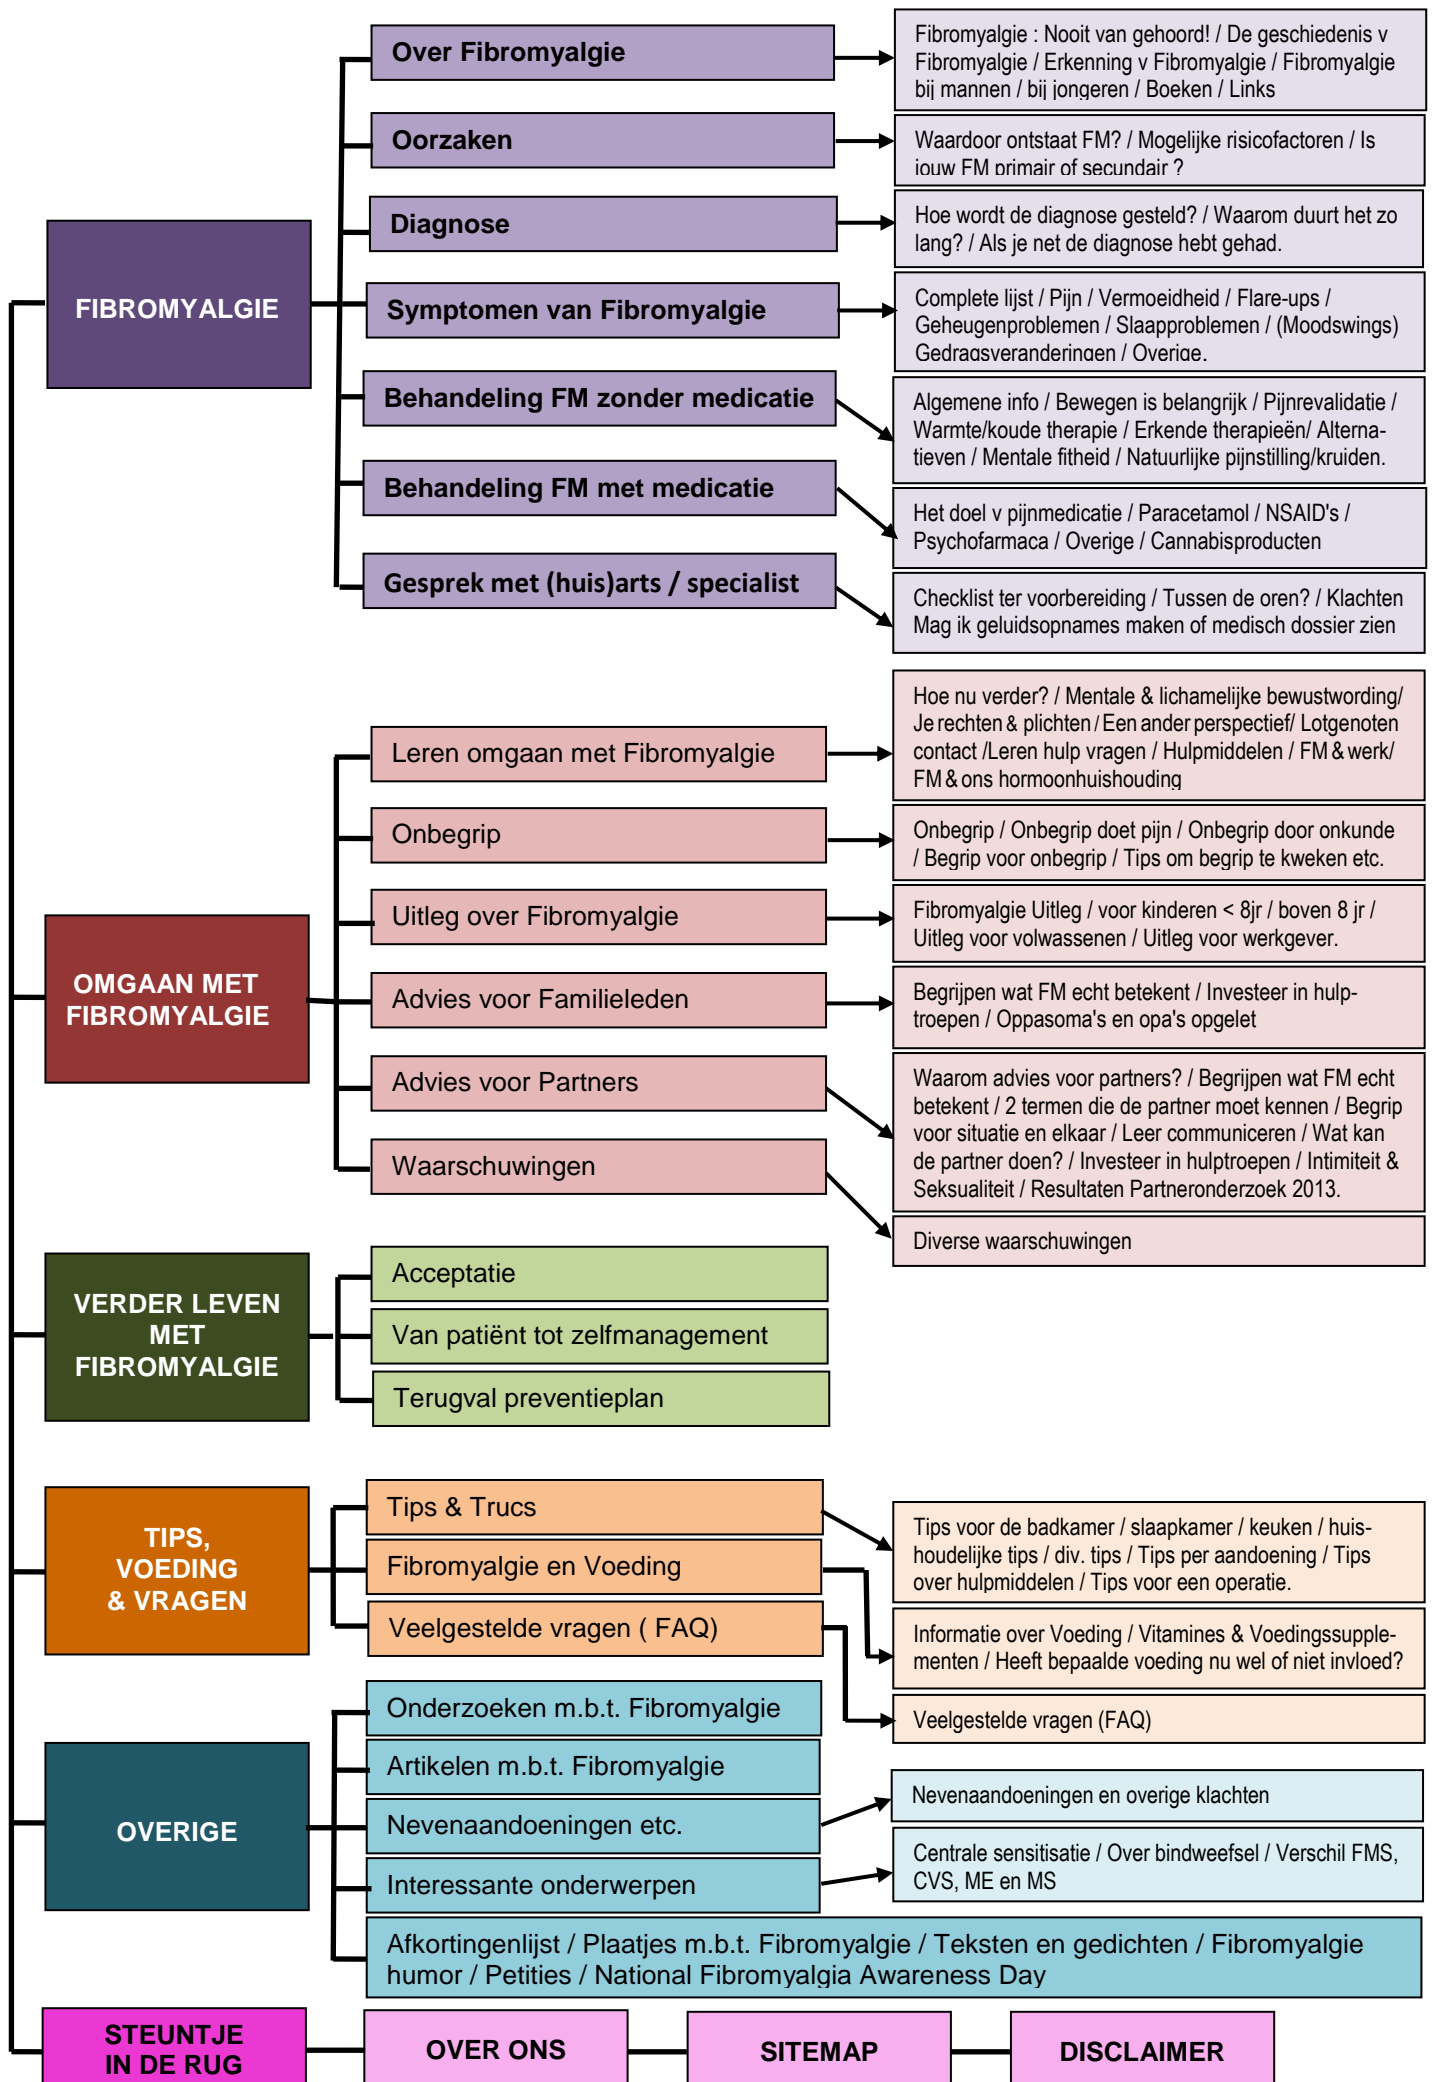 FIBROMYALGIE
Over Fibromyalgie
Fibromyalgie : Nooit van gehoord! / De geschiedenis v
Fibromyalgie / Erkenning v Fibromyalgie / Fibromyalgie
bij mannen / bij jongeren / Boeken / Links
Oorzaken
Waardoor ontstaat FM? / Mogelijke risicofactoren / Is
jouw FM primair of secundair ?
Diagnose
Hoe wordt de diagnose gesteld? / Waarom duurt het zo
lang? / Als je net de diagnose hebt gehad.
Symptomen van Fibromyalgie
Complete lijst / Pijn / Vermoeidheid / Flare-ups /
Geheugenproblemen / Slaapproblemen / (Moodswings)
Gedragsveranderingen / Overige.
Behandeling FM zonder medicatie
Algemene info / Bewegen is belangrijk / Pijnrevalidatie /
Warmte/koude therapie / Erkende therapieën/ Alterna-
tieven / Mentale fitheid / Natuurlijke pijnstilling/kruiden.
Behandeling FM met medicatie
Het doel v pijnmedicatie / Paracetamol / NSAID's /
Psychofarmaca / Overige / Cannabisproducten
Gesprek met (huis)arts / specialist
Checklist ter voorbereiding / Tussen de oren? / Klachten
Mag ik geluidsopnames maken of medisch dossier zien
OMGAAN MET
FIBROMYALGIE
Leren omgaan met Fibromyalgie
Hoe nu verder? / Mentale & lichamelijke bewustwording/
Je rechten & plichten / Een ander perspectief/ Lotgenoten
contact /Leren hulp vragen / Hulpmiddelen / FM & werk/
FM & ons hormoonhuishouding
Onbegrip
Onbegrip / Onbegrip doet pijn / Onbegrip door onkunde
/ Begrip voor onbegrip / Tips om begrip te kweken etc.
Uitleg over Fibromyalgie
Fibromyalgie Uitleg / voor kinderen < 8jr / boven 8 jr /
Uitleg voor volwassenen / Uitleg voor werkgever.
Advies voor Familieleden
Begrijpen wat FM echt betekent / Investeer in hulp-
troepen / Oppasoma's en opa's opgelet
Advies voor Partners
Waarom advies voor partners? / Begrijpen wat FM echt
betekent / 2 termen die de partner moet kennen / Begrip
voor situatie en elkaar / Leer communiceren / Wat kan
de partner doen? / Investeer in hulptroepen / Intimiteit &
Seksualiteit / Resultaten Partneronderzoek 2013.
Waarschuwingen
Diverse waarschuwingen
VERDER LEVEN
MET
FIBROMYALGIE
Acceptatie
Van patiënt tot zelfmanagement
Terugval preventieplan
TIPS,
VOEDING
& VRAGEN
Tips & Trucs
Tips voor de badkamer / slaapkamer / keuken / huis-
houdelijke tips / div. tips / Tips per aandoening / Tips
over hulpmiddelen / Tips voor een operatie.
Fibromyalgie en Voeding
Informatie over Voeding / Vitamines & Voedingssupple-
menten / Heeft bepaalde voeding nu wel of niet invloed?
Veelgestelde vragen ( FAQ)
Veelgestelde vragen (FAQ)
OVERIGE
Onderzoeken m.b.t. Fibromyalgie
Artikelen m.b.t. Fibromyalgie
Nevenaandoeningen etc.
Nevenaandoeningen en overige klachten
Interessante onderwerpen
Centrale sensitisatie / Over bindweefsel / Verschil FMS,
CVS, ME en MS
Afkortingenlijst / Plaatjes m.b.t. Fibromyalgie / Teksten en gedichten / Fibromyalgie
humor / Petities / National Fibromyalgia Awareness Day
STEUNTJE
IN DE RUG
OVER ONS
SITEMAP
DISCLAIMER